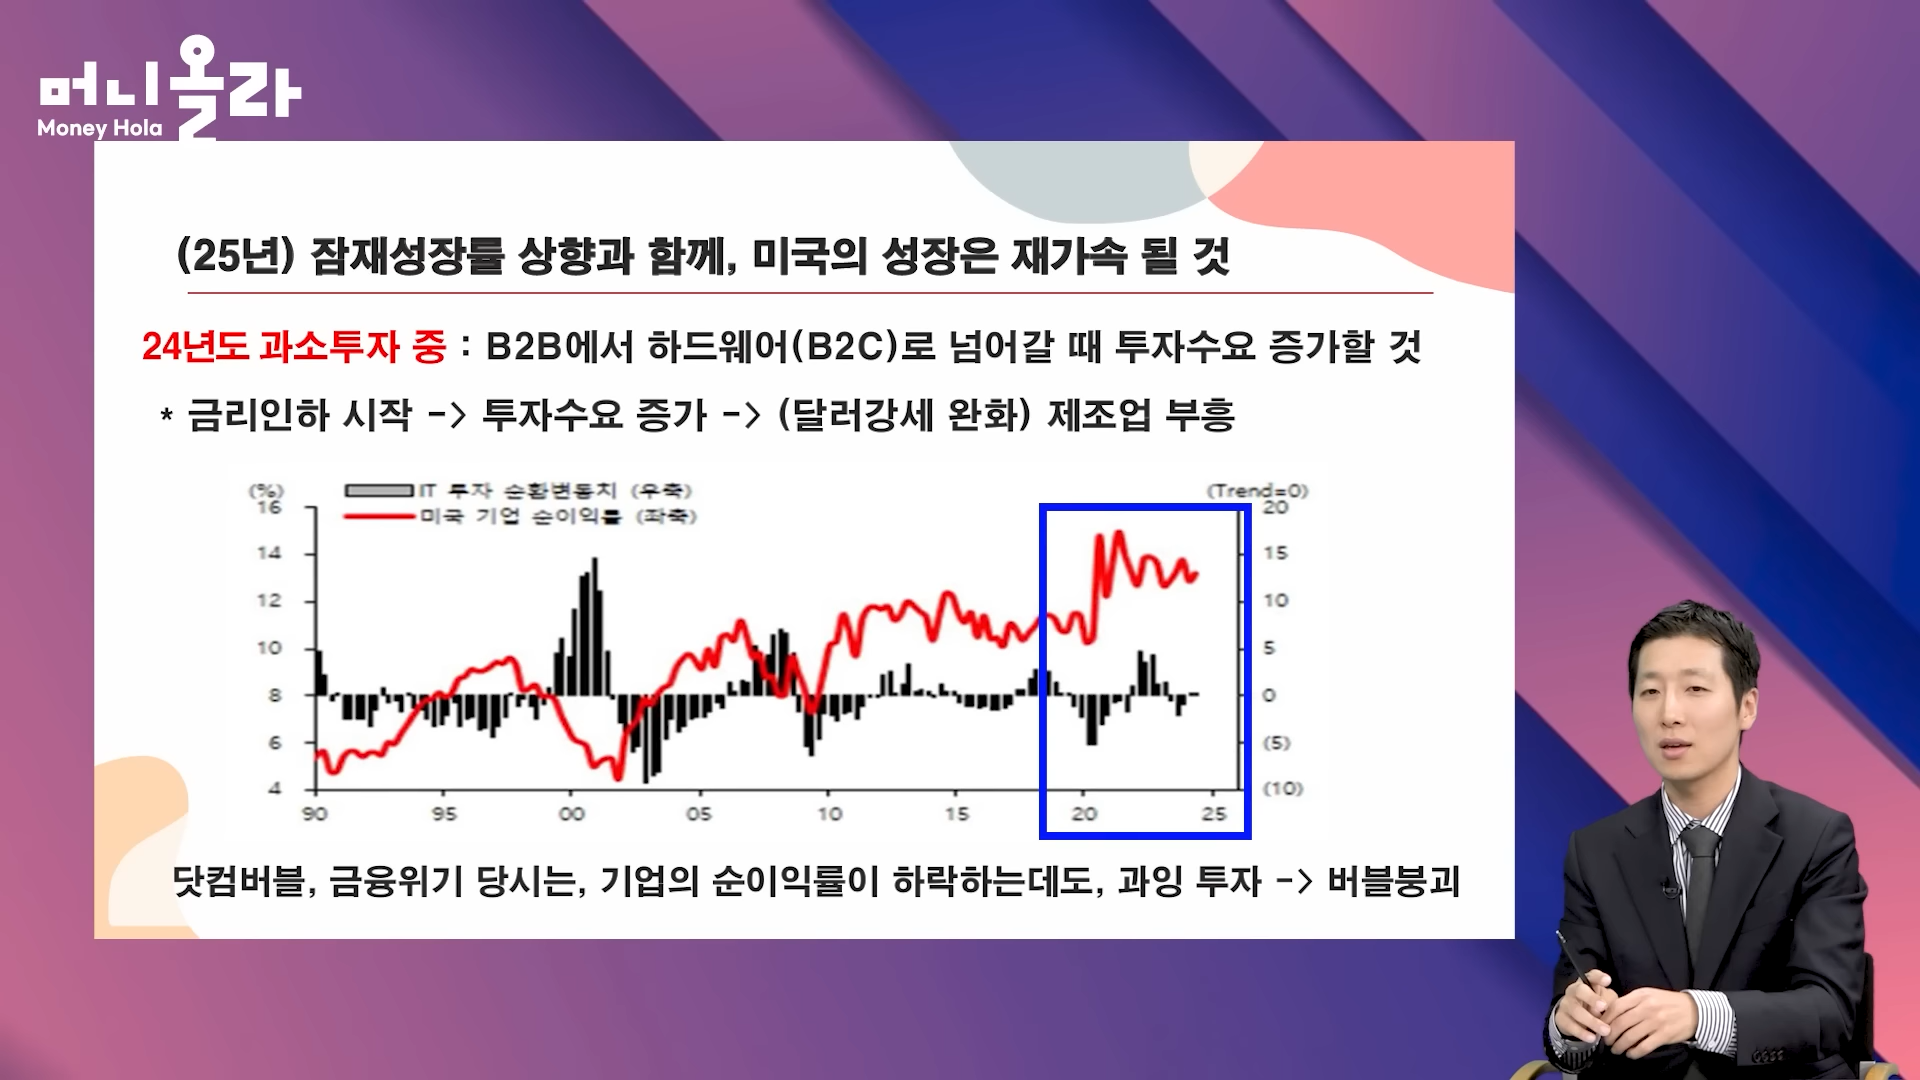 머니올라
Money Hola
(25년) 잠재성장률 상향과 함께, 미국의 성장은 재가속 될 것
24년도 과소투자 중 : B2B에서 하드웨어(B2C)로 넘어갈 때 투자수요 증가할 것
* 금리인하 시작 -> 투자수요 증가 -> (달러강세 완화) 제조업 부흥
(%) IT 투자 순환변동치 (우축) (Trend=0)
미국 기업 순이익률 (좌축)
16 20
14 15
12 10
10 5
8 0
6 (5)
4 (10)
90 95 00 05 10 15 20 25
닷컴버블, 금융위기 당시는, 기업의 순이익률이 하락하는데도, 과잉 투자 -> 버블붕괴